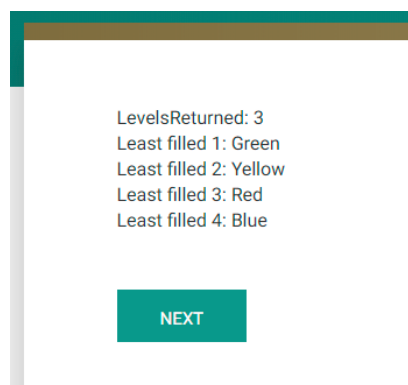 LevelsReturned: 3
Least filled 1: Green
Least filled 2: Yellow
Least filled 3: Red
Least filled 4: Blue
NEXT